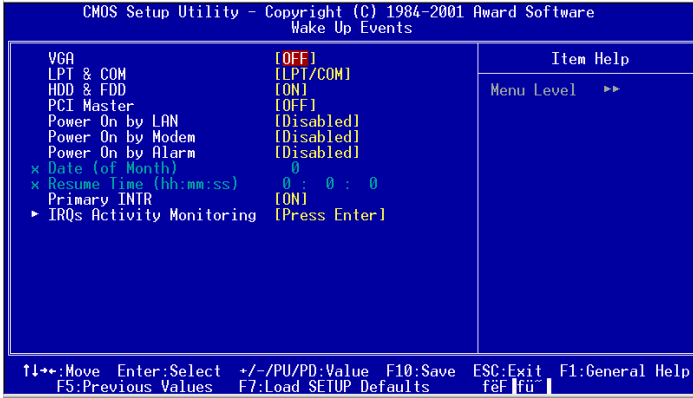 CMOS Setup Utility - Copyright (C) 1984-2001 Award Software
Wake Up Events
VGA [OFF]
LPT & COM [LPT/COM]
HDD & FDD [ON]
PCI Master [OFF]
Power On by LAN [Disabled]
Power On by Modem [Disabled]
Power On by Alarm [Disabled]
x Date (of Month) 0
x Resume Time (hh:mm:ss) 0 : 0 : 0
Primary INTR [ON]
► IRQs Activity Monitoring [Press Enter]
Item Help
Menu Level ►►
↑↓→←:Move Enter:Select +/-/PU/PD:Value F10:Save ESC:Exit F1:General Help
F5:Previous Values F7:Load SETUP Defaults fëF fü˜